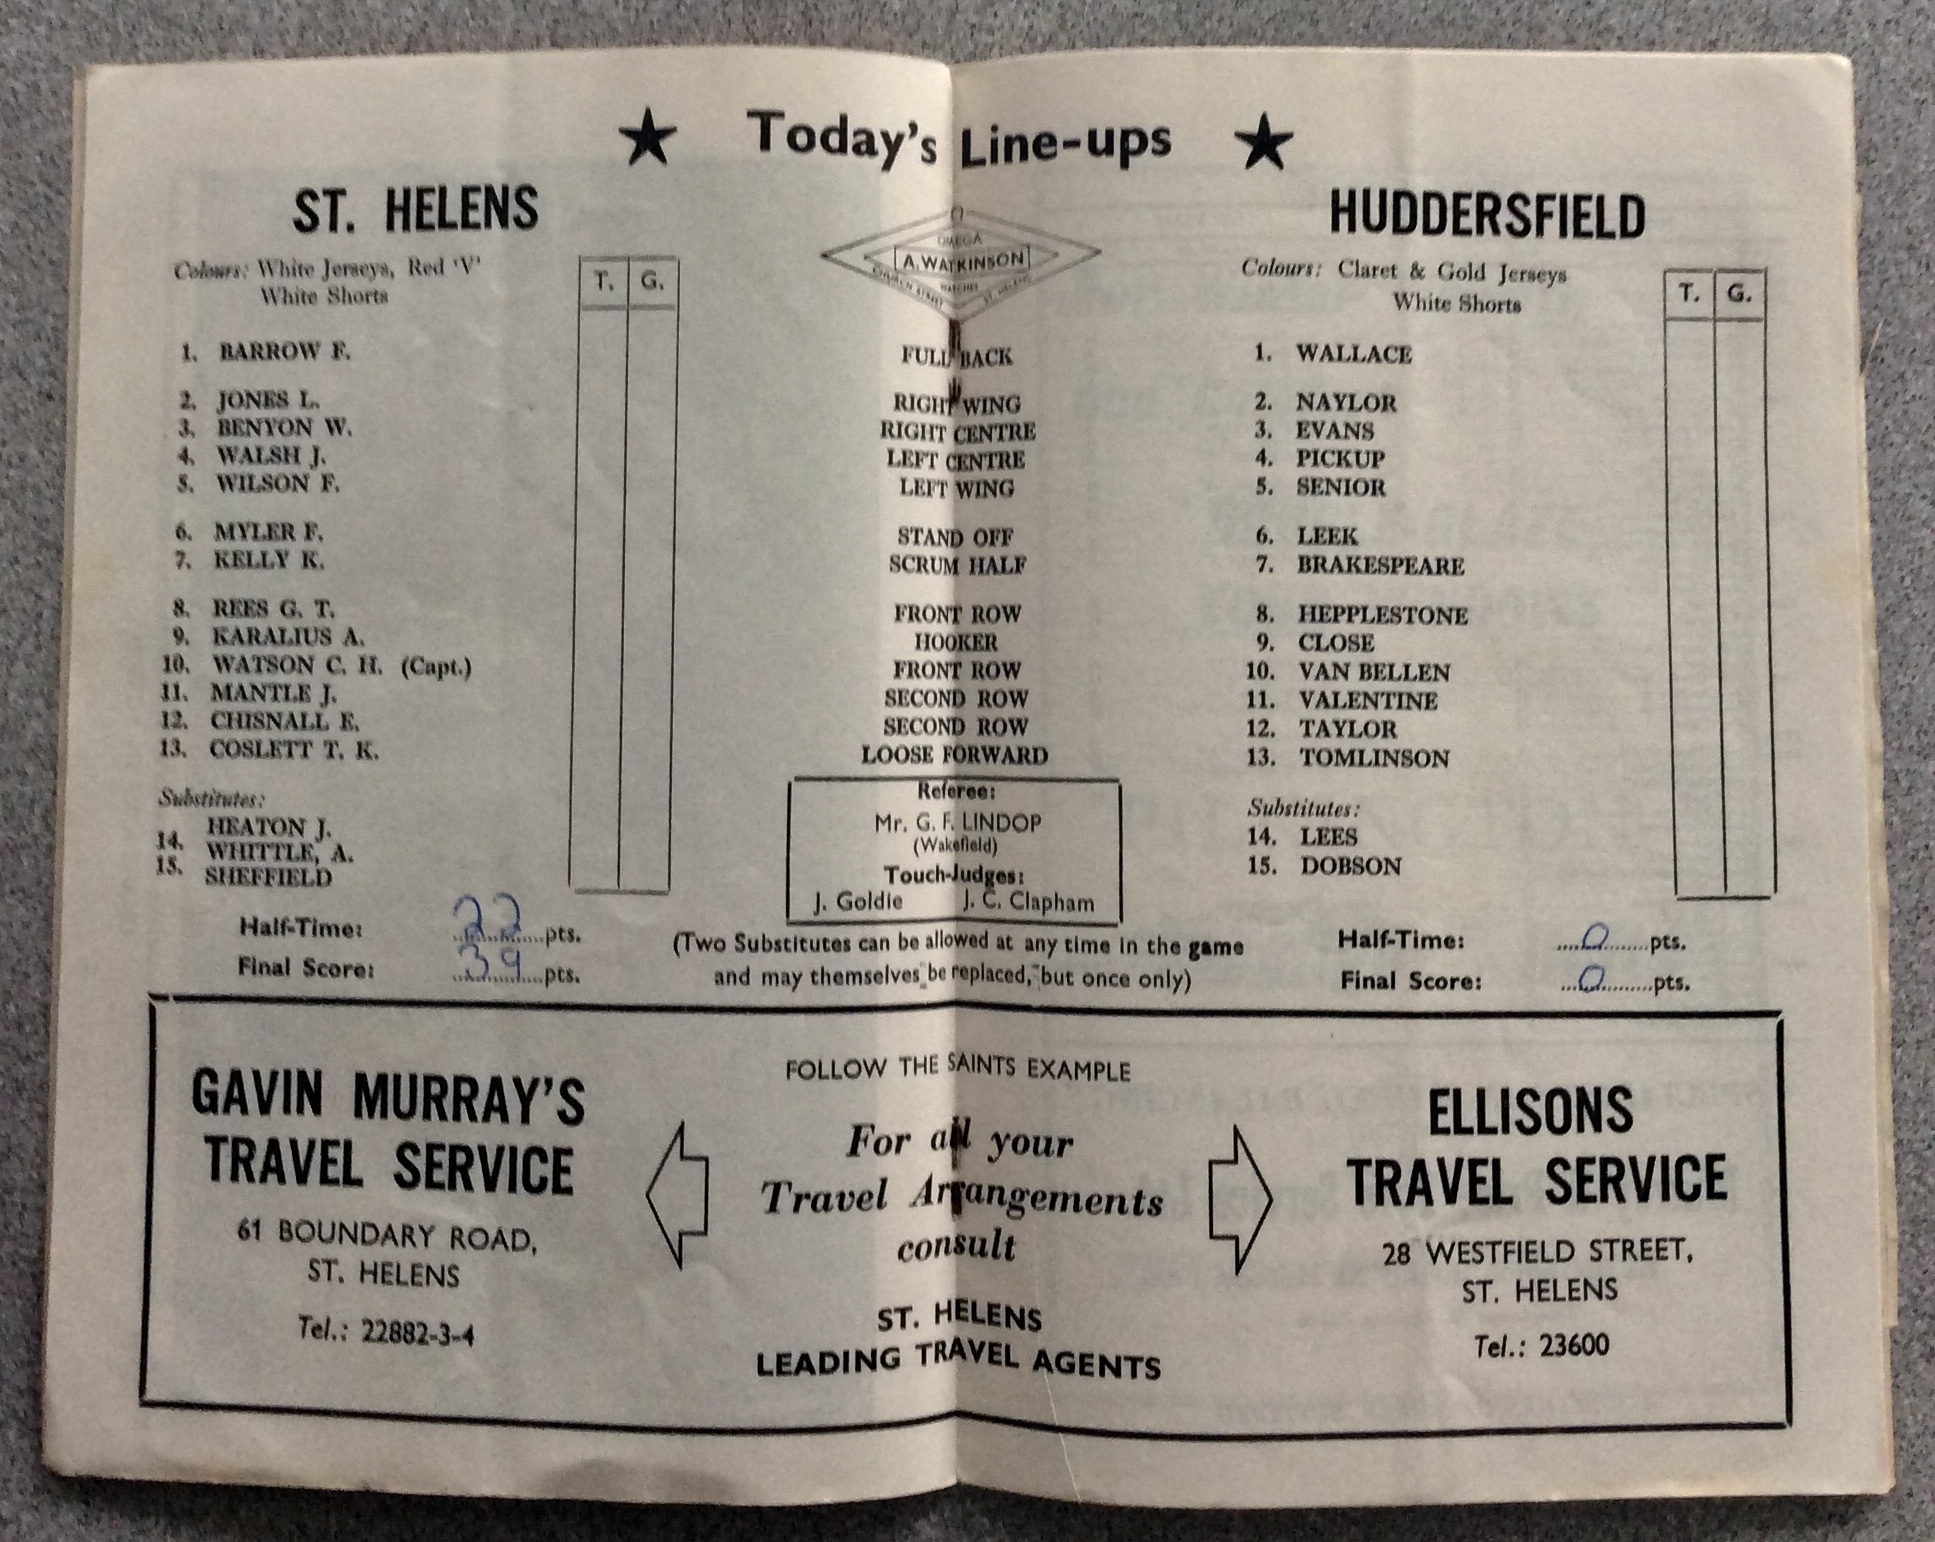 ★ Today's Line-ups ★
ST. HELENS
Colours: White Jerseys, Red 'V'
White Shorts
T. G.
1. BARROW F.
2. JONES L.
3. BENYON W.
4. WALSH J.
5. WILSON F.
6. MYLER F.
7. KELLY K.
8. REES G. T.
9. KARALIUS A.
10. WATSON C. H. (Capt.)
11. MANTLE J.
12. CHISNALL E.
13. COSLETT T. K.
Substitutes:
HEATON J.
14. WHITTLE, A.
15. SHEFFIELD
Half-Time: 22 pts.
Final Score: 39 pts.
OMEGA
A. WATKINSON
WATCHES
CHURCH STREET ST. HELENS
FULL BACK
RIGHT WING
RIGHT CENTRE
LEFT CENTRE
LEFT WING
STAND OFF
SCRUM HALF
FRONT ROW
HOOKER
FRONT ROW
SECOND ROW
SECOND ROW
LOOSE FORWARD
Referee:
Mr. G. F. LINDOP
(Wakefield)
Touch-Judges:
J. Goldie J. C. Clapham
(Two Substitutes can be allowed at any time in the game
and may themselves be replaced, but once only)
HUDDERSFIELD
Colours: Claret & Gold Jerseys
White Shorts
T. G.
1. WALLACE
2. NAYLOR
3. EVANS
4. PICKUP
5. SENIOR
6. LEEK
7. BRAKESPEARE
8. HEPPLESTONE
9. CLOSE
10. VAN BELLEN
11. VALENTINE
12. TAYLOR
13. TOMLINSON
Substitutes:
14. LEES
15. DOBSON
Half-Time: 0 pts.
Final Score: 0 pts.
GAVIN MURRAY'S
TRAVEL SERVICE
61 BOUNDARY ROAD,
ST. HELENS
Tel.: 22882-3-4
FOLLOW THE SAINTS EXAMPLE
For all your
Travel Arrangements
consult
ST. HELENS
LEADING TRAVEL AGENTS
ELLISONS
TRAVEL SERVICE
28 WESTFIELD STREET,
ST. HELENS
Tel.: 23600